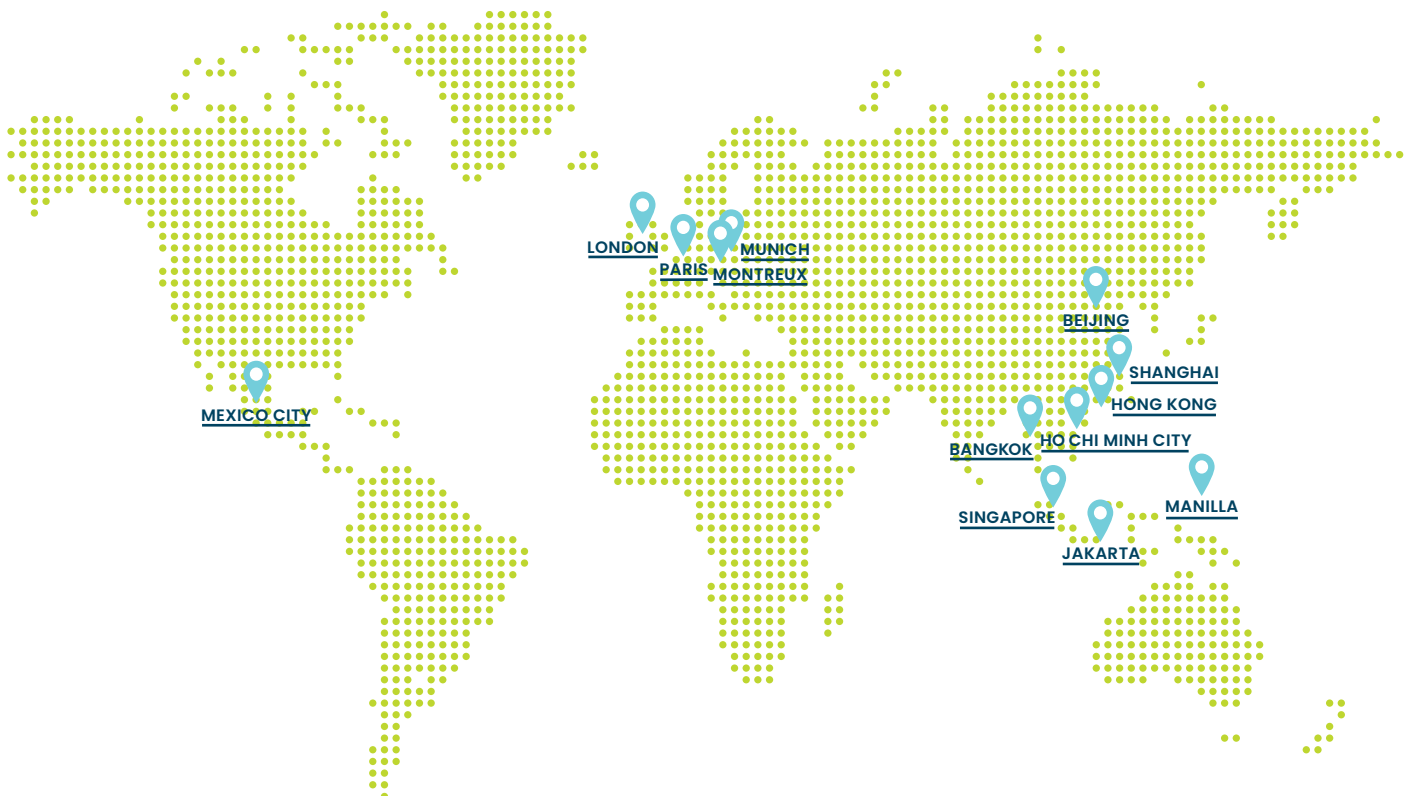 LONDON
MUNICH
PARIS
MONTREUX
BEIJING
SHANGHAI
HONG KONG
MEXICO CITY
HO CHI MINH CITY
BANGKOK
MANILLA
SINGAPORE
JAKARTA